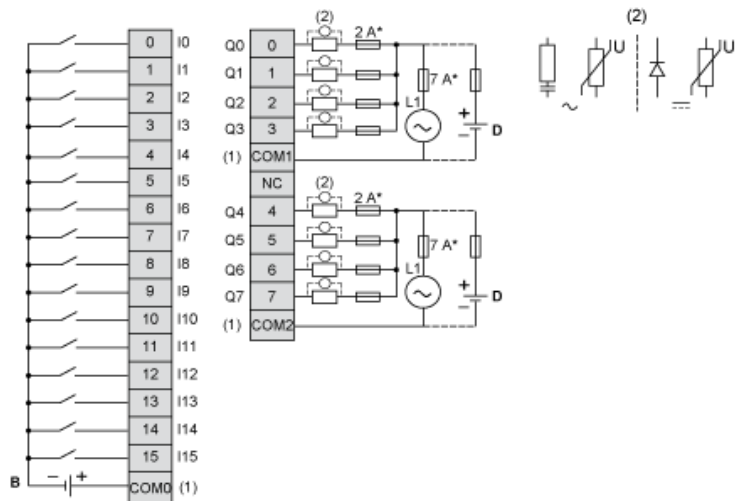 0 I0
1 I1
2 I2
3 I3
4 I4
5 I5
6 I6
7 I7
8 I8
9 I9
10 I10
11 I11
12 I12
13 I13
14 I14
15 I15
B − + COM0 (1)
(2) 2 A*
Q0 0
Q1 1
Q2 2
Q3 3
7 A*
L1
+
− D
(1) COM1
NC
(2) 2 A*
Q4 4
Q5 5
Q6 6
Q7 7
7 A*
L1
+
− D
(1) COM2
(2)
U U